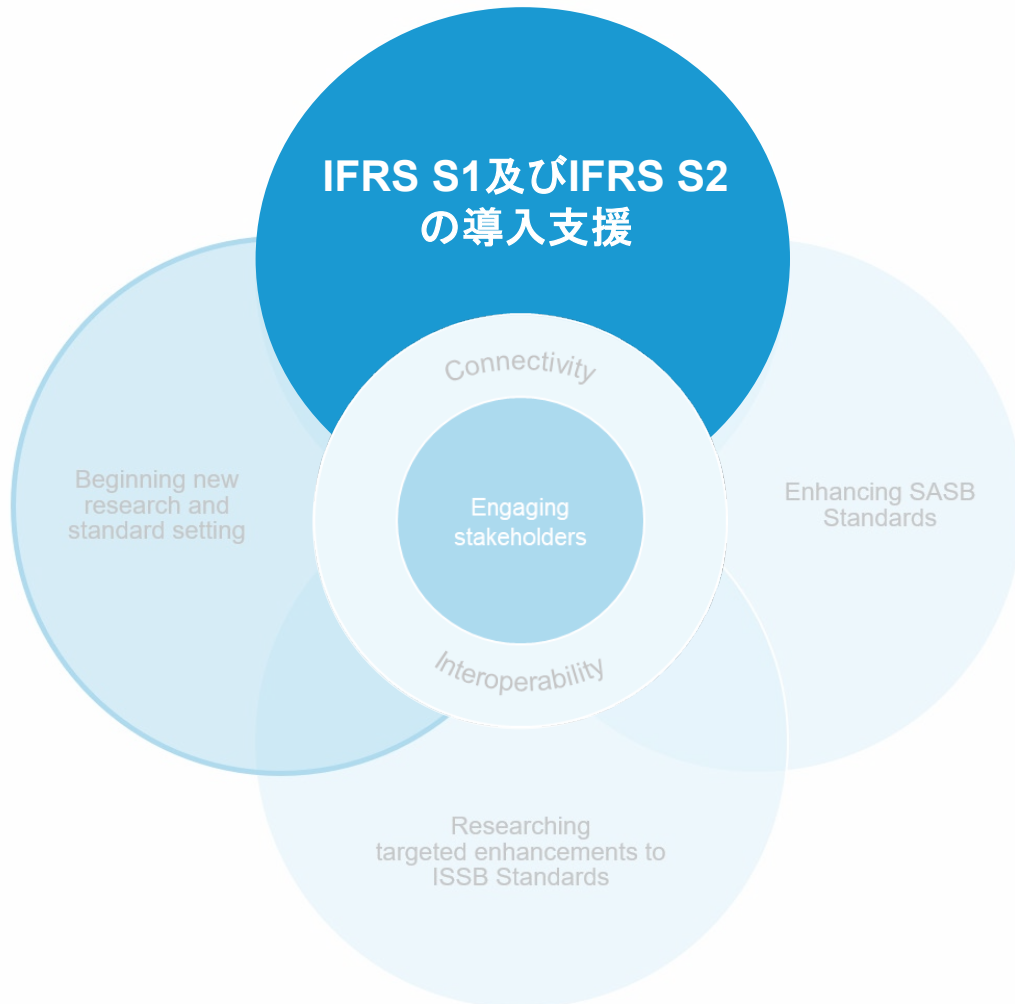 IFRS S1及びIFRS S2
の導入支援
Connectivity
Beginning new
research and
standard setting
Engaging
stakeholders
Enhancing SASB
Standards
Interoperability
Researching
targeted enhancements to
ISSB Standards